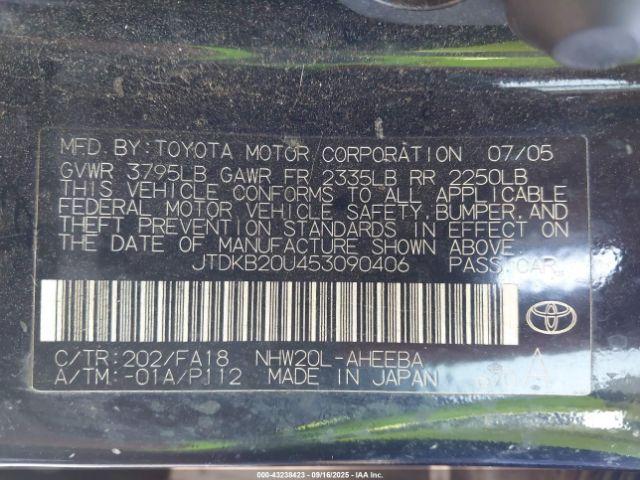 MFD. BY: TOYOTA MOTOR CORPORATION 07/05
GVWR 3795LB GAWR FR 2335LB RR 2250LB
THIS VEHICLE CONFORMS TO ALL APPLICABLE
FEDERAL MOTOR VEHICLE SAFETY, BUMPER, AND
THEFT PREVENTION STANDARDS IN EFFECT ON
THE DATE OF MANUFACTURE SHOWN ABOVE.
JTDKB20U453090406 PASS. CAR
C/TR: 202/FA18 NHW20L-AHEEBA A
A/TM: -01A/P112 MADE IN JAPAN
000-43238423 - 09/16/2025 - IAA Inc.